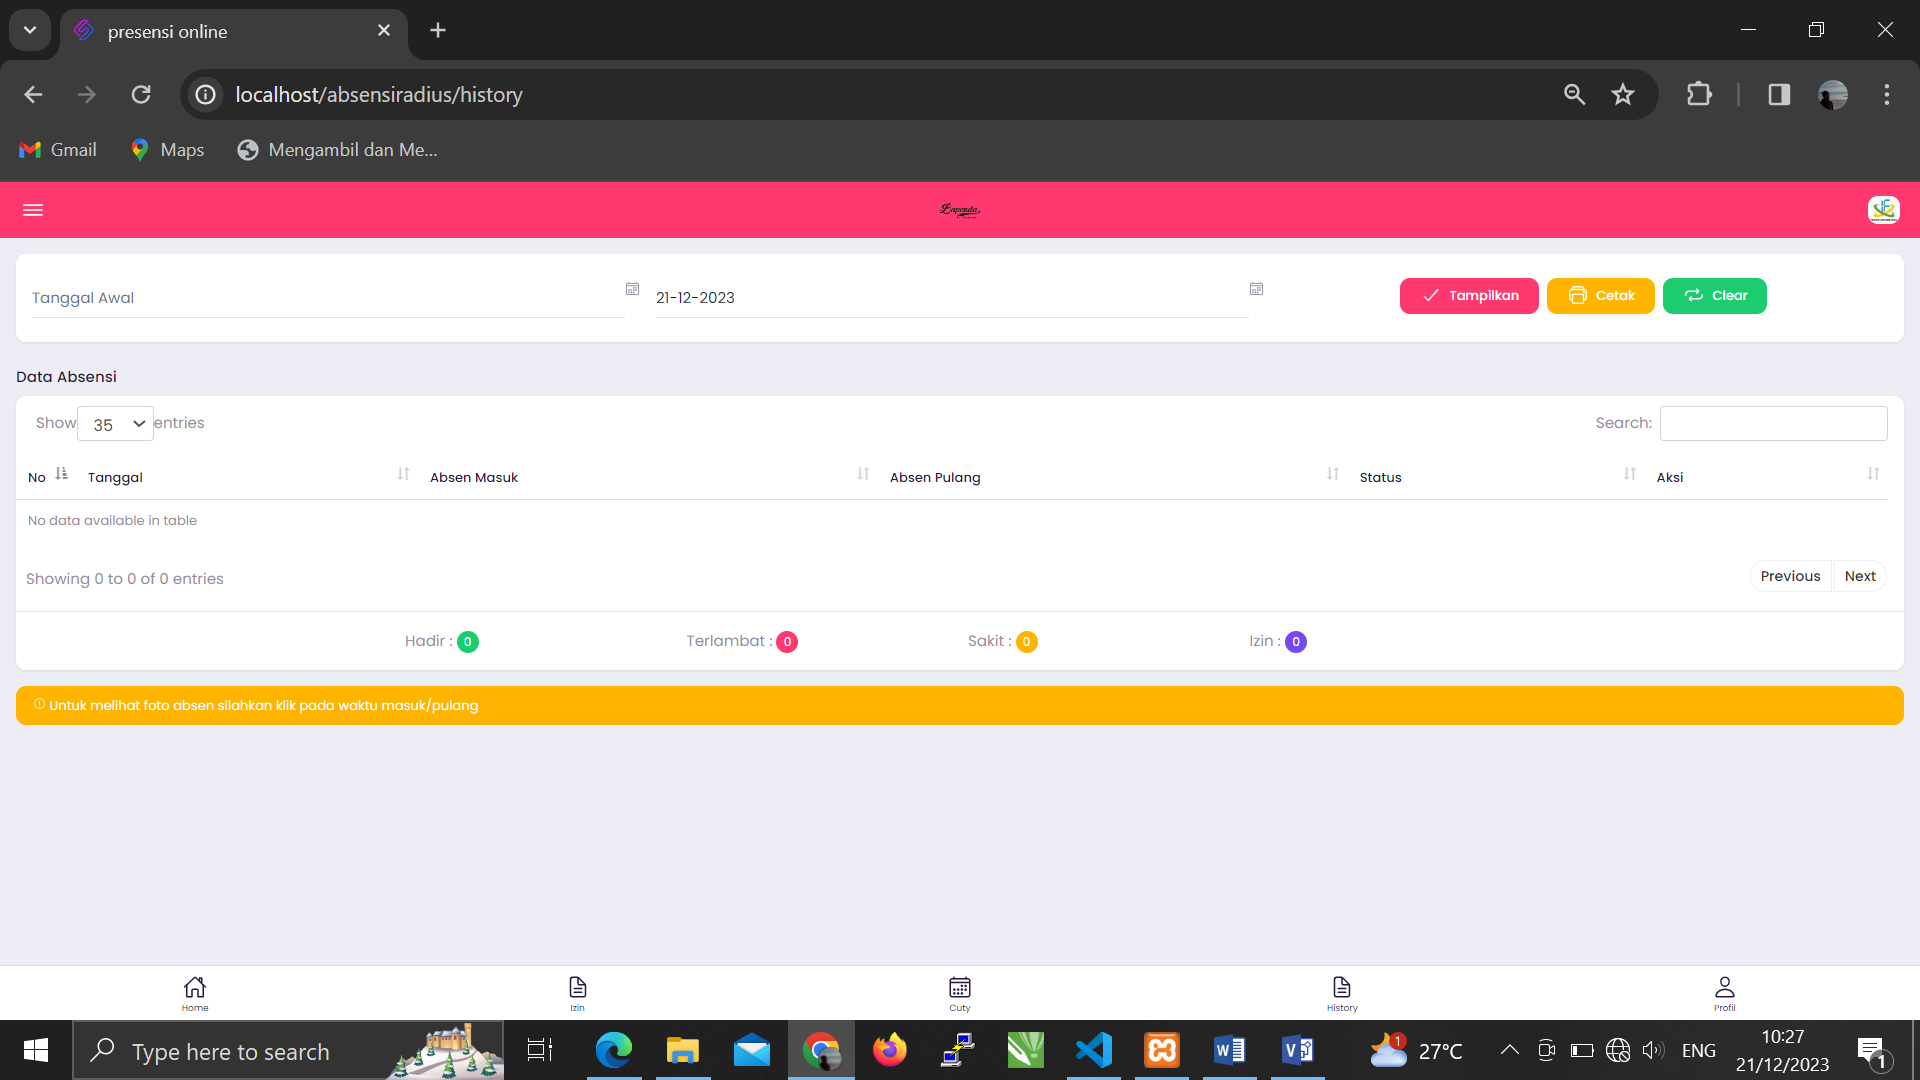 presensi online
localhost/absensiradius/history
Gmail
Maps
Mengambil dan Me...
Tanggal Awal
21-12-2023
Tampilkan
Cetak
Clear
Data Absensi
Show 35 entries
Search:
No
Tanggal
Absen Masuk
Absen Pulang
Status
Aksi
No data available in table
Showing 0 to 0 of 0 entries
Previous
Next
Hadir : 0
Terlambat : 0
Sakit : 0
Izin : 0
Untuk melihat foto absen silahkan klik pada waktu masuk/pulang
Home
Izin
Cuty
History
Profil
Type here to search
1
27°C
ENG
10:27
21/12/2023
1